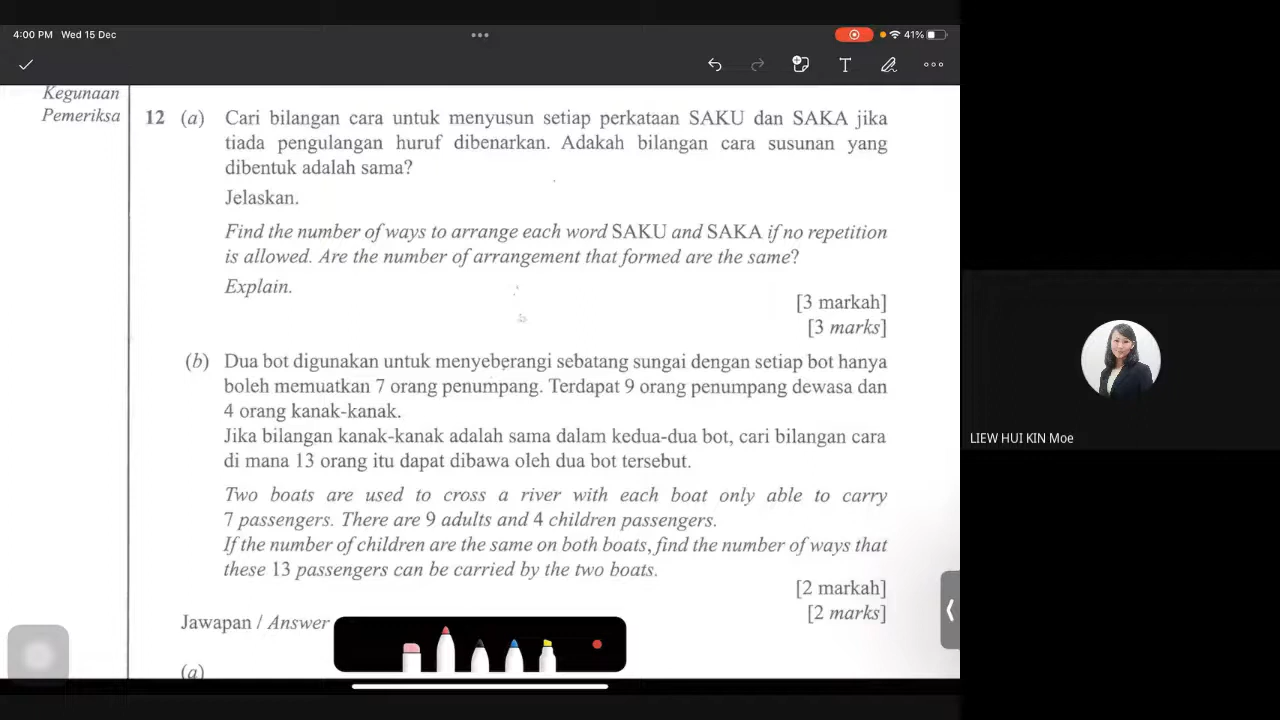 4:00 PM Wed 15 Dec
41%
T
Kegunaan
Pemeriksa
12 (a) Cari bilangan cara untuk menyusun setiap perkataan SAKU dan SAKA jika
tiada pengulangan huruf dibenarkan. Adakah bilangan cara susunan yang
dibentuk adalah sama?
Jelaskan.
Find the number of ways to arrange each word SAKU and SAKA if no repetition
is allowed. Are the number of arrangement that formed are the same?
Explain.
[3 markah]
[3 marks]
(b) Dua bot digunakan untuk menyeberangi sebatang sungai dengan setiap bot hanya
boleh memuatkan 7 orang penumpang. Terdapat 9 orang penumpang dewasa dan
4 orang kanak-kanak.
Jika bilangan kanak-kanak adalah sama dalam kedua-dua bot, cari bilangan cara
di mana 13 orang itu dapat dibawa oleh dua bot tersebut.
Two boats are used to cross a river with each boat only able to carry
7 passengers. There are 9 adults and 4 children passengers.
If the number of children are the same on both boats, find the number of ways that
these 13 passengers can be carried by the two boats.
[2 markah]
[2 marks]
Jawapan / Answer
(a)
LIEW HUI KIN Moe